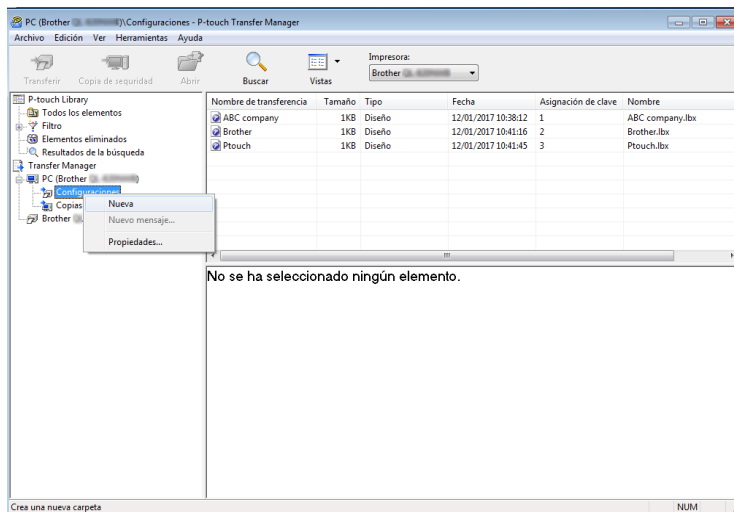 PC (Brother )\Configuraciones - P-touch Transfer Manager
Archivo Edición Ver Herramientas Ayuda
Transferir Copia de seguridad Abrir Buscar Vistas
Impresora:
Brother
P-touch Library
Todos los elementos
Filtro
Elementos eliminados
Resultados de la búsqueda
Transfer Manager
PC (Brother )
Configuraciones
Copias
Brother
Nueva
Nuevo mensaje...
Propiedades...
Nombre de transferencia Tamaño Tipo Fecha Asignación de clave Nombre
ABC company 1KB Diseño 12/01/2017 10:38:12 1 ABC company.lbx
Brother 1KB Diseño 12/01/2017 10:41:16 2 Brother.lbx
Ptouch 1KB Diseño 12/01/2017 10:41:45 3 Ptouch.lbx
No se ha seleccionado ningún elemento.
Crea una nueva carpeta NUM